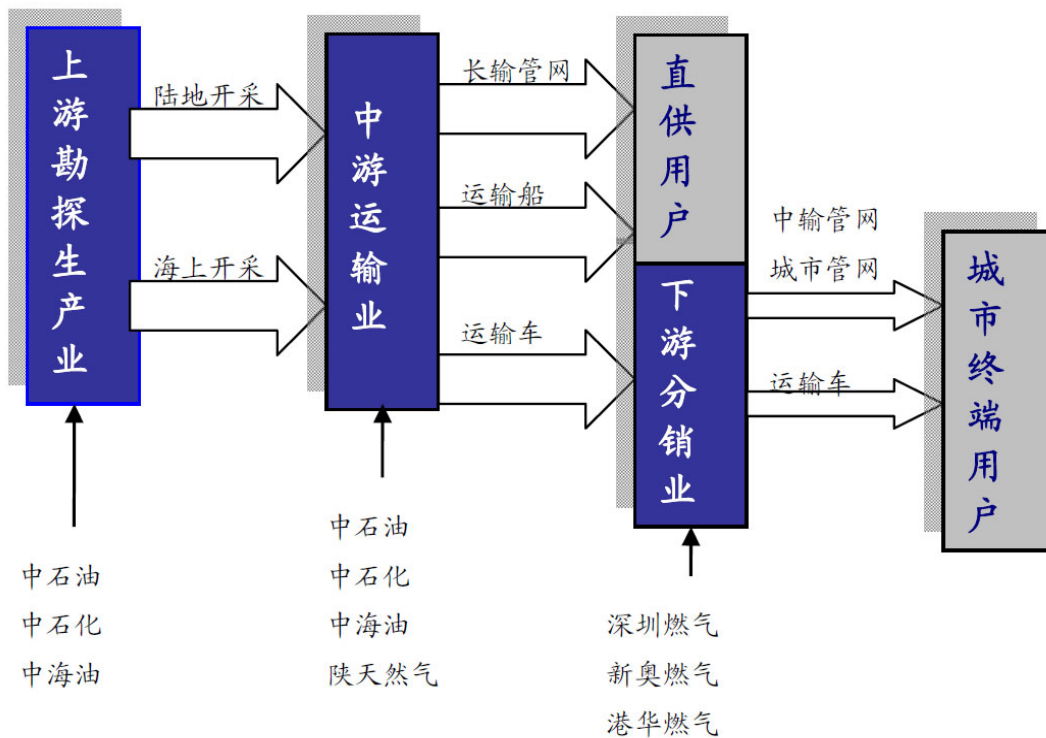 上游勘探生产业
陆地开采
海上开采
中游运输业
长输管网
运输船
运输车
直供用户
下游分销业
中输管网
城市管网
运输车
城市终端用户
中石油
中石化
中海油
中石油
中石化
中海油
陕天然气
深圳燃气
新奥燃气
港华燃气